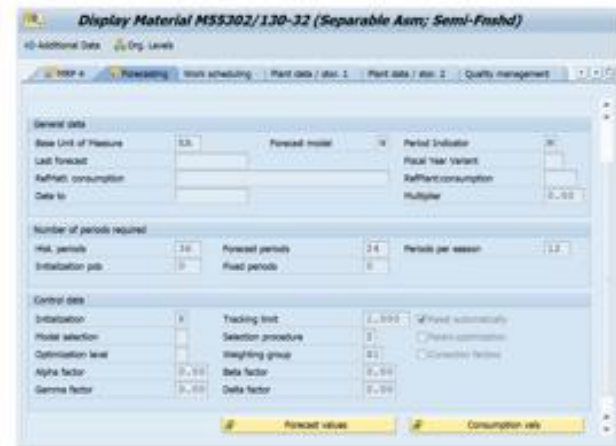 Display Material M55302/130-32 (Separable Asm; Semi-Fnshd)
Additional Data Org. Levels
MRP 4 Forecasting Work scheduling Plant data / stor. 1 Plant data / stor. 2 Quality management
General data
Base Unit of Measure EA Forecast model Period Indicator M
Last forecast Fiscal Year Variant
RefMatl: consumption RefPlant:consumption
Date to Multiplier 0.00
Number of periods required
Hist. periods 36 Forecast periods 24 Periods per season 12
Initialization pds 0 Fixed periods 0
Control data
Initialization X Tracking limit Reset automatically
Model selection Selection procedure 2 Param.optimization
Optimization level Weighting group 01 Correction factors
Alpha factor 0.00 Beta factor 0.00
Gamma factor 0.00 Delta factor 0.00
Forecast values Consumption vals